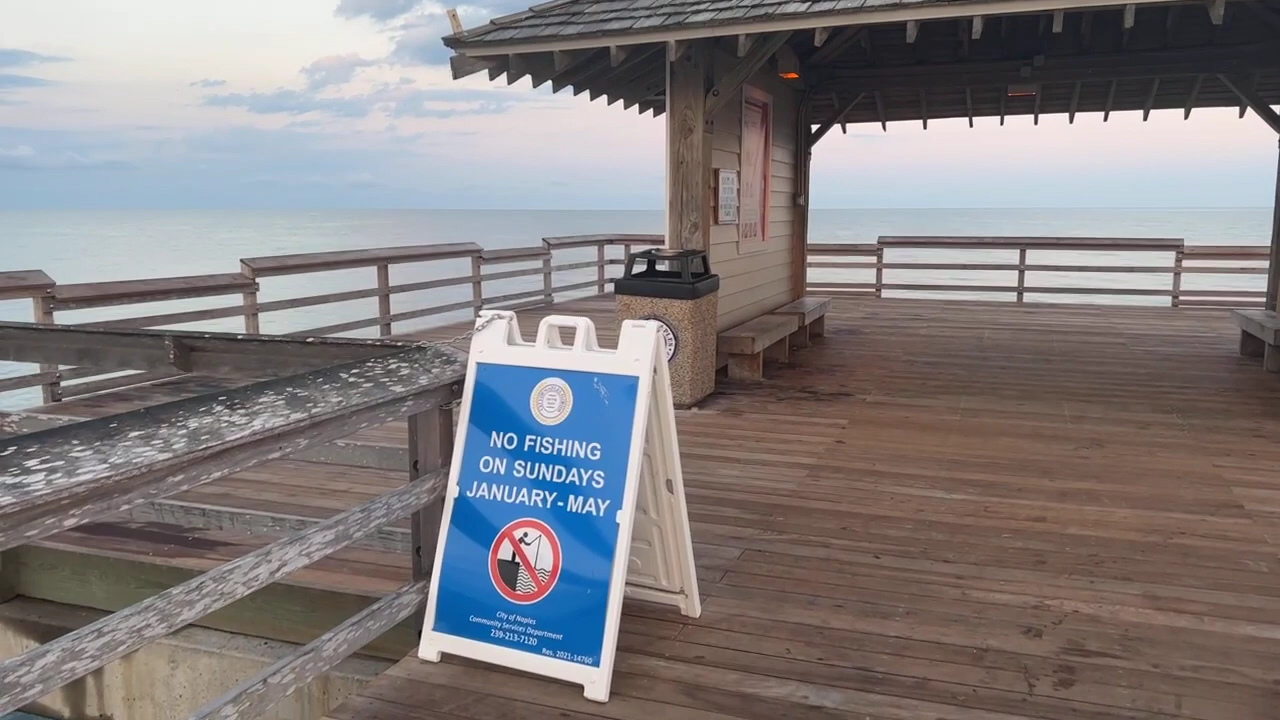 NO FISHING
ON SUNDAYS
JANUARY-MAY
City of Naples
Community Services Department
239-213-7120
Res. 2021-14760